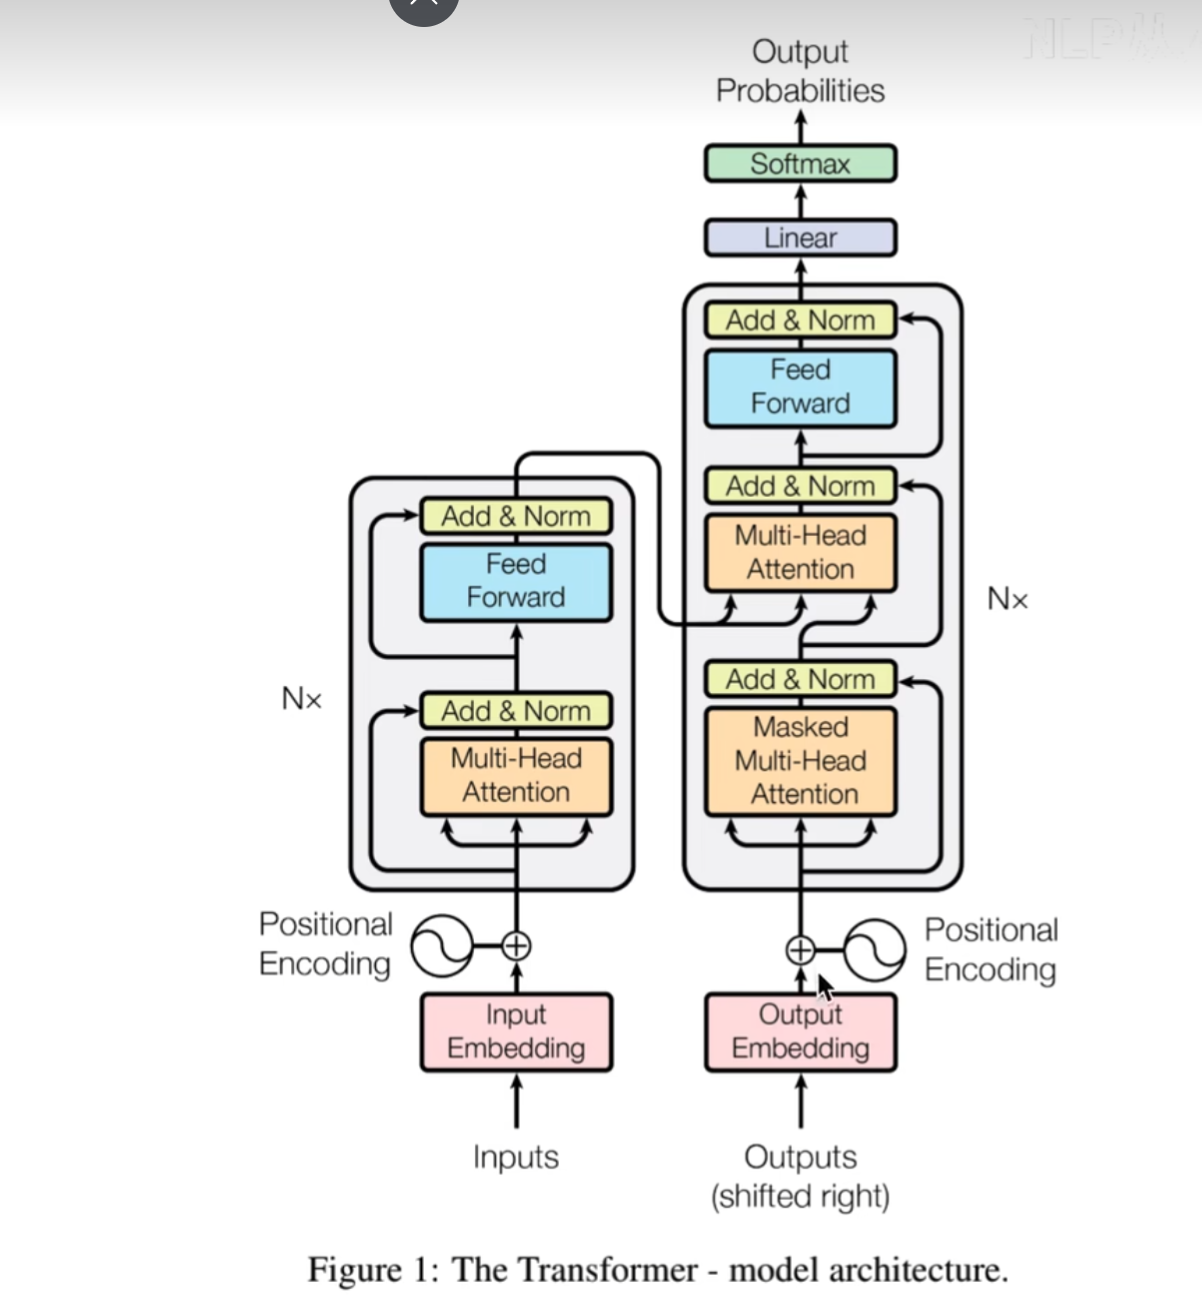 Output
Probabilities
Softmax
Linear
Add & Norm
Feed
Forward
Add & Norm
Multi-Head
Attention
Nx
Add & Norm
Masked
Multi-Head
Attention
Add & Norm
Feed
Forward
Nx
Add & Norm
Multi-Head
Attention
Positional
Encoding
Positional
Encoding
Input
Embedding
Output
Embedding
Inputs
Outputs
(shifted right)
Figure 1: The Transformer - model architecture.
NLP